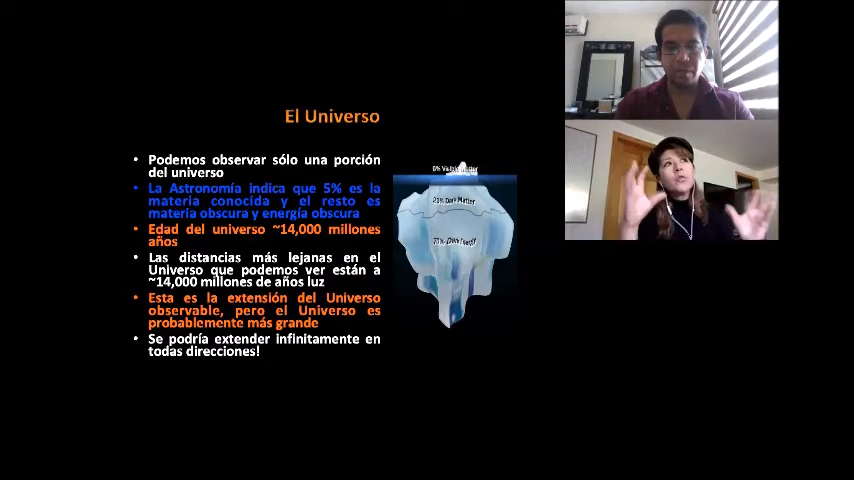 El Universo
• Podemos observar sólo una porción
del universo
• La Astronomía indica que 5% es la
materia conocida y el resto es
materia obscura y energía obscura
• Edad del universo ~14,000 millones
años
• Las distancias más lejanas en el
Universo que podemos ver están a
~14,000 millones de años luz
• Esta es la extensión del Universo
observable, pero el Universo es
probablemente más grande
• Se podría extender infinitamente en
todas direcciones!
Visible Matter
Dark Matter
Dark Energy